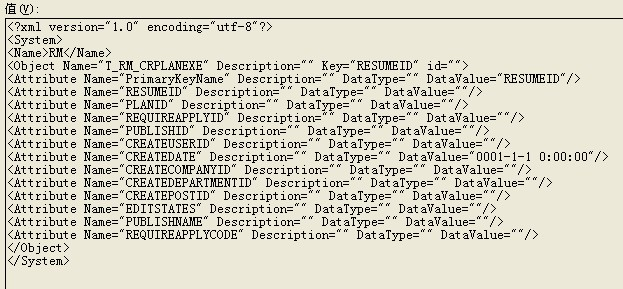 值(V):
<?xml version="1.0" encoding="utf-8"?>
<System>
<Name>RM</Name>
<Object Name="T_RM_CRPLANEXE" Description="" Key="RESUMEID" id="">
<Attribute Name="PrimaryKeyName" Description="" DataType="" DataValue="RESUMEID"/>
<Attribute Name="RESUMEID" Description="" DataType="" DataValue=""/>
<Attribute Name="PLANID" Description="" DataType="" DataValue=""/>
<Attribute Name="REQUIREAPPLYID" Description="" DataType="" DataValue=""/>
<Attribute Name="PUBLISHID" Description="" DataType="" DataValue=""/>
<Attribute Name="CREATEUSERID" Description="" DataType="" DataValue=""/>
<Attribute Name="CREATEDATE" Description="" DataType="" DataValue="0001-1-1 0:00:00"/>
<Attribute Name="CREATECOMPANYID" Description="" DataType="" DataValue=""/>
<Attribute Name="CREATEDEPARTMENTID" Description="" DataType="" DataValue=""/>
<Attribute Name="CREATEPOSTID" Description="" DataType="" DataValue=""/>
<Attribute Name="EDITSTATES" Description="" DataType="" DataValue=""/>
<Attribute Name="PUBLISHNAME" Description="" DataType="" DataValue=""/>
<Attribute Name="REQUIREAPPLYCODE" Description="" DataType="" DataValue=""/>
</Object>
</System>